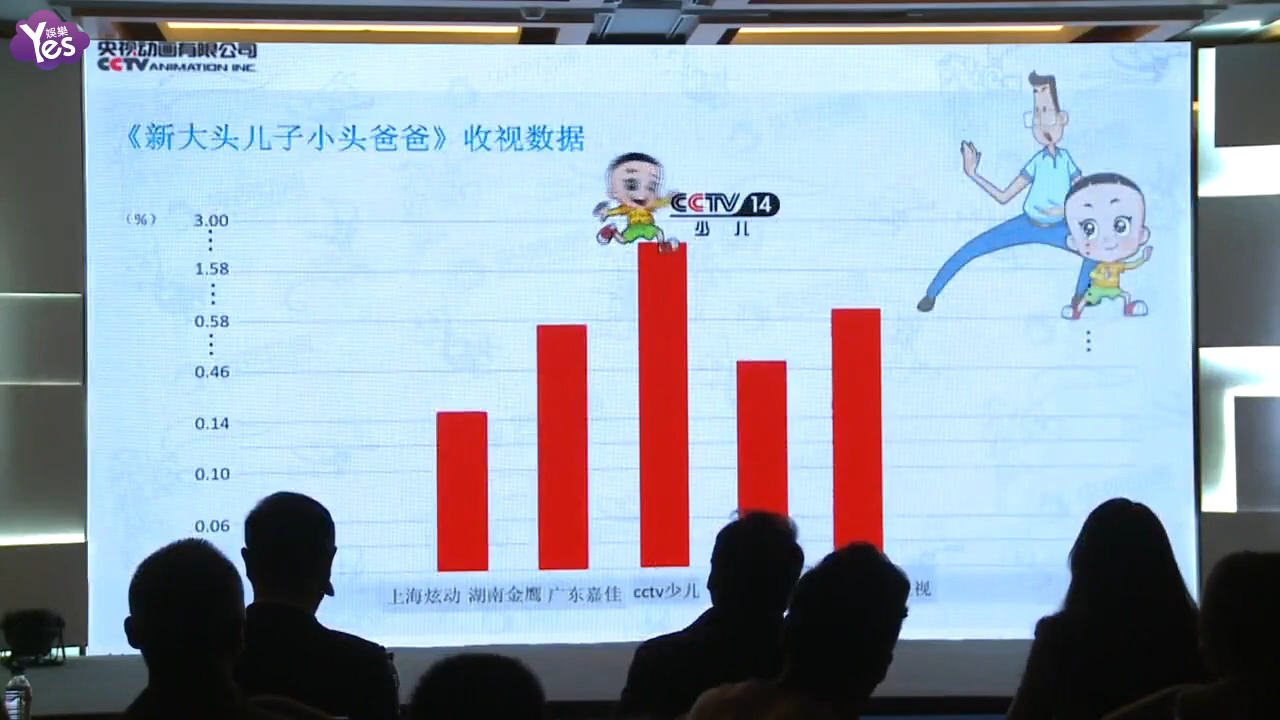 娱樂
Yes
央视动画有限公司
CCTV ANIMATION INC.
《新大头儿子小头爸爸》收视数据
CCTV 14
少儿
（%） 3.00
1.58
0.58
0.46
0.14
0.10
0.06
上海炫动 湖南金鹰 广东嘉佳 cctv少儿 视